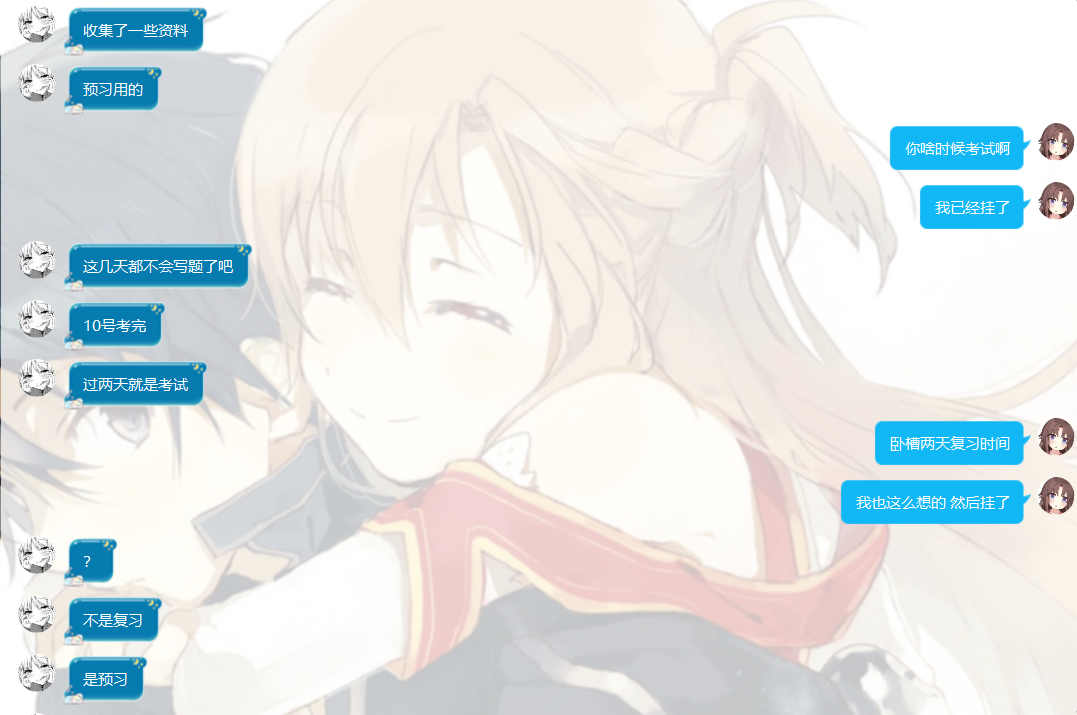 收集了一些资料
预习用的
你啥时候考试啊
我已经挂了
这几天都不会写题了吧
10号考完
过两天就是考试
卧槽两天复习时间
我也这么想的 然后挂了
?
不是复习
是预习